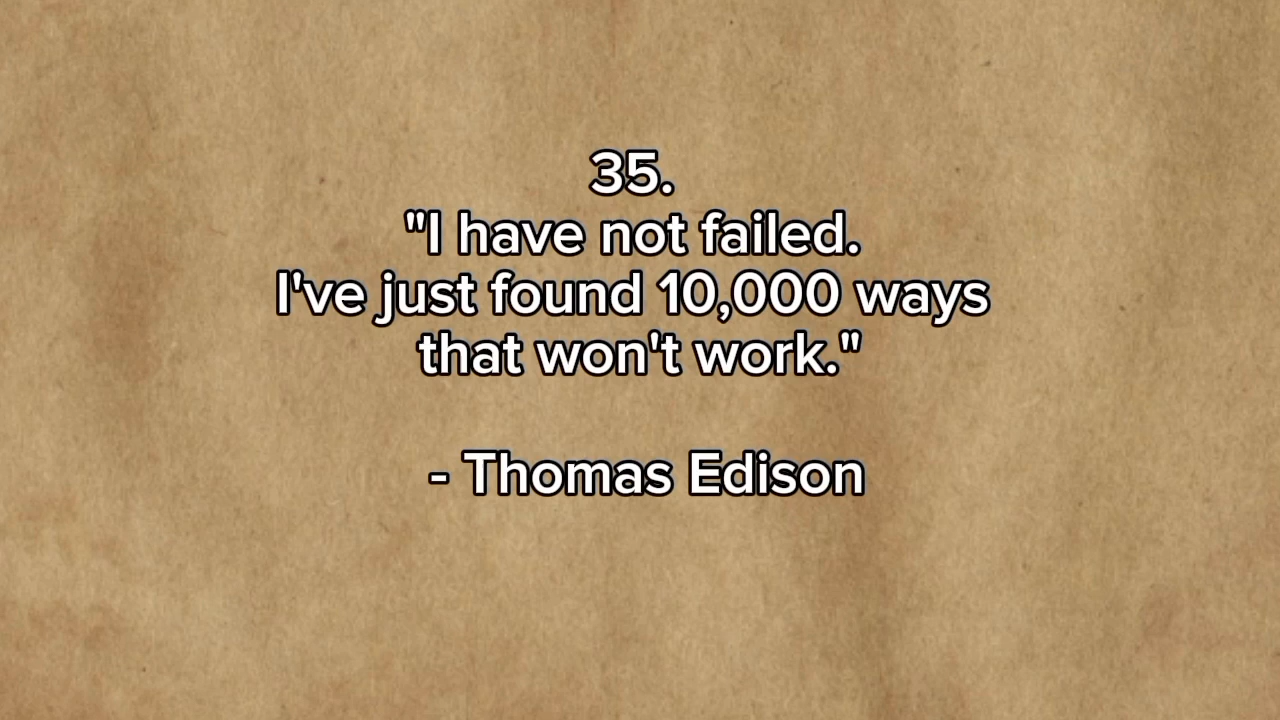 35.
"I have not failed.
I've just found 10,000 ways
that won't work."
- Thomas Edison